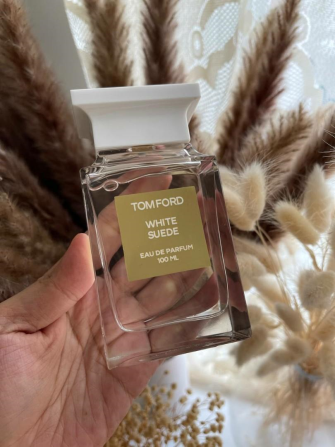 TOM FORD
WHITE
SUEDE
EAU DE PARFUM
100 ML